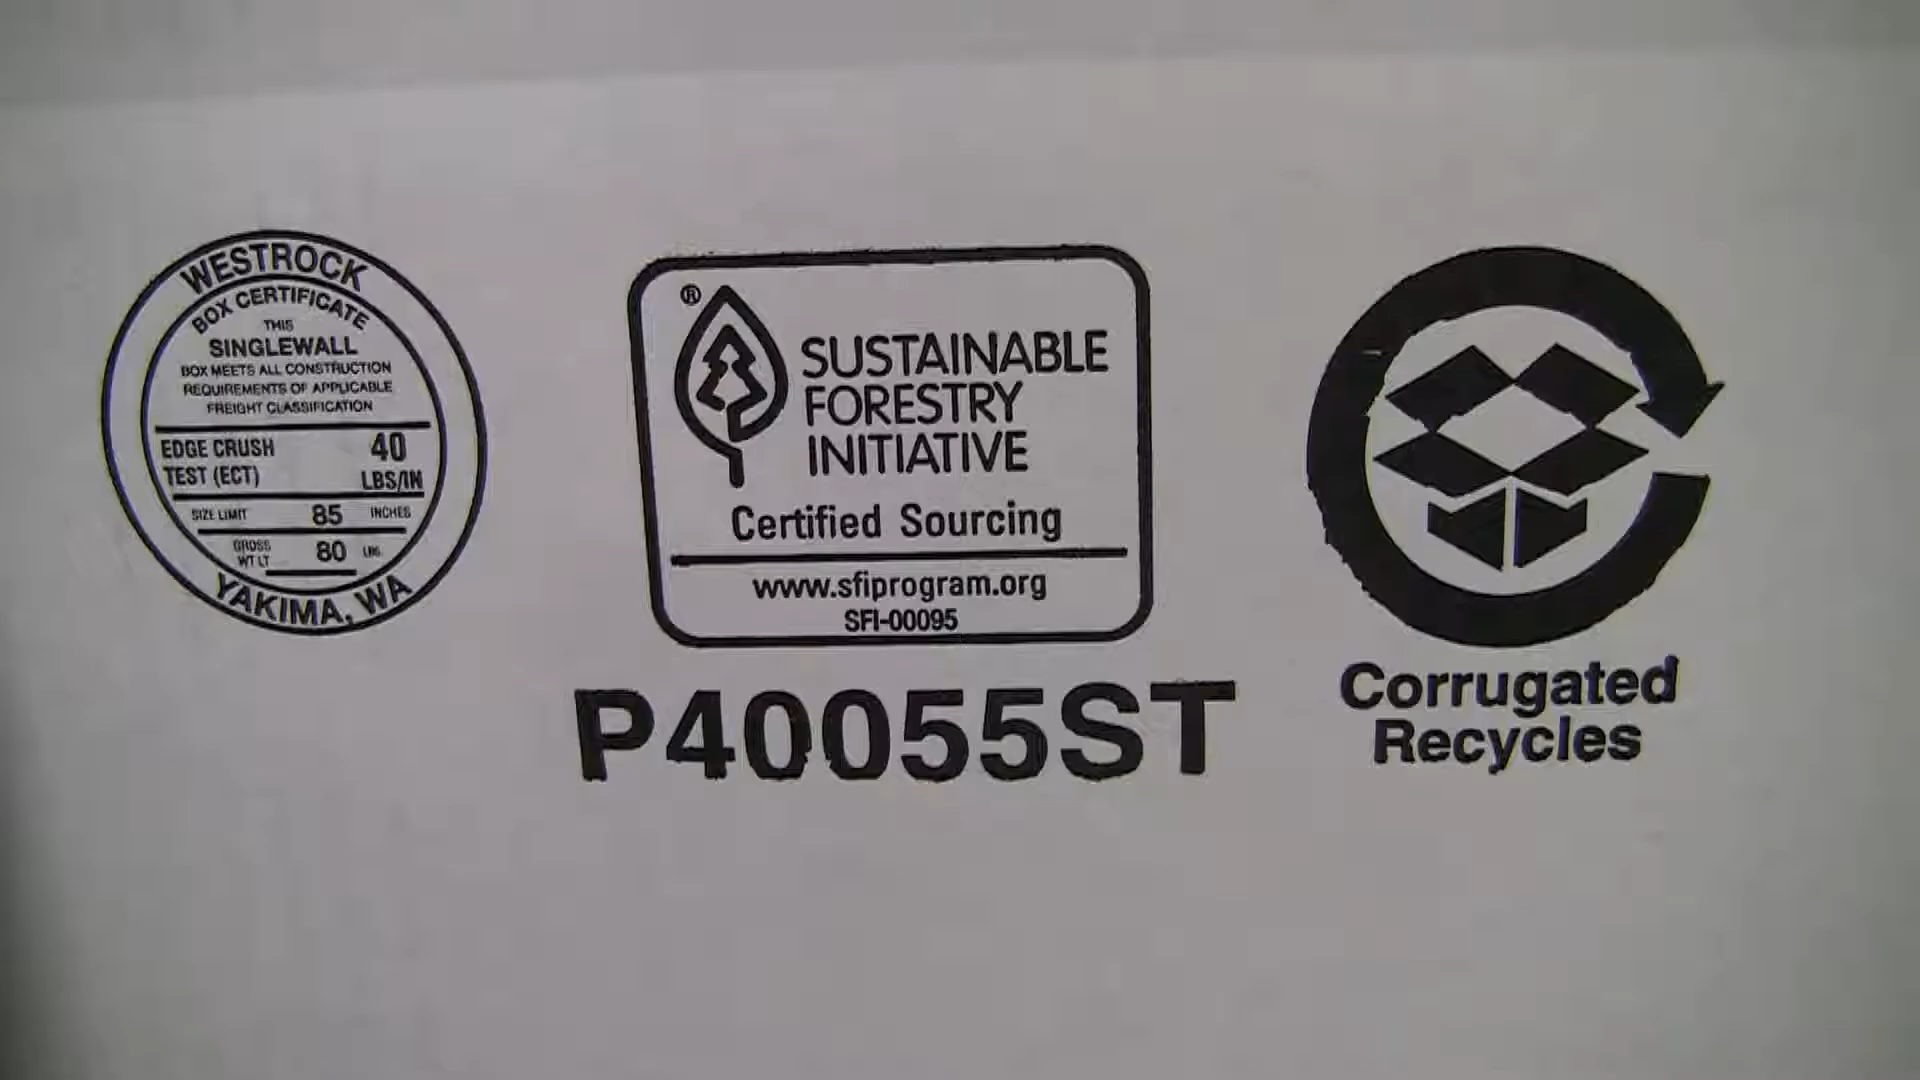 WESTROCK
BOX CERTIFICATE
THIS
SINGLEWALL
BOX MEETS ALL CONSTRUCTION
REQUIREMENTS OF APPLICABLE
FREIGHT CLASSIFICATION
EDGE CRUSH 40
TEST (ECT) LBS/IN
SIZE LIMIT 85 INCHES
GROSS
WT LT 80 LBS.
YAKIMA, WA
®
SUSTAINABLE
FORESTRY
INITIATIVE
Certified Sourcing
www.sfiprogram.org
SFI-00095
P40055ST
Corrugated
Recycles